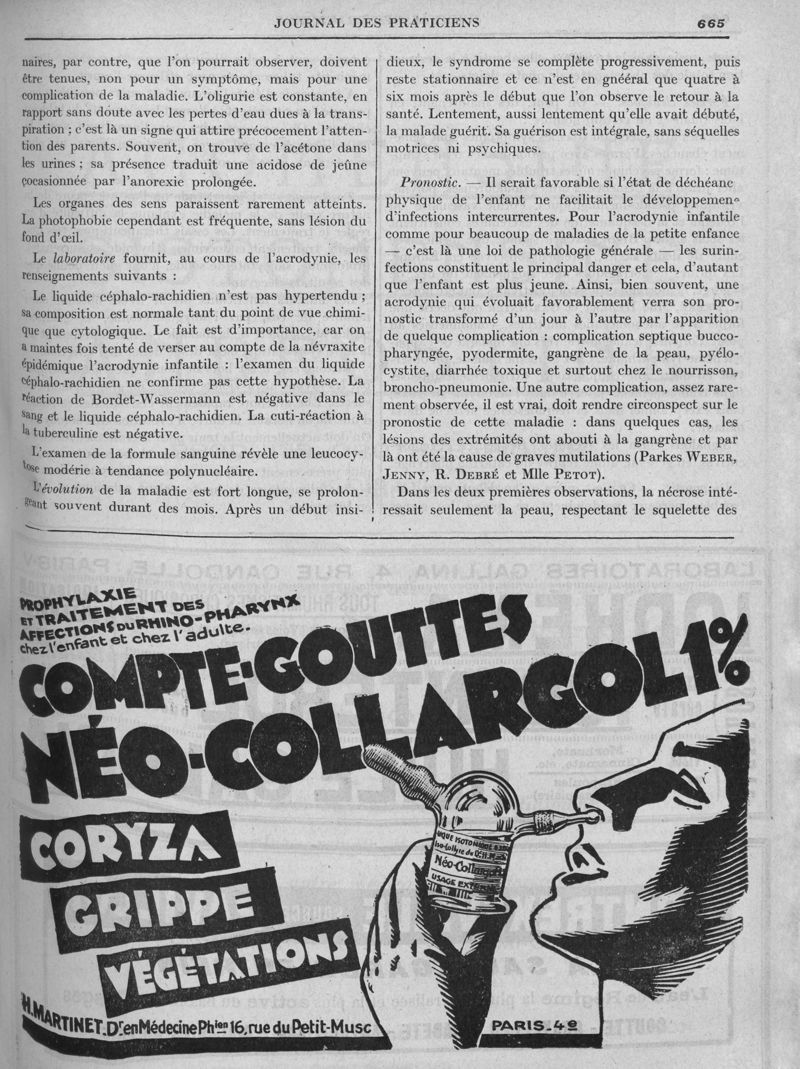 JOURNAL DES PRATICIENS
665
naires, par contre, que l'on pourrait observer, doivent
être tenues, non pour un symptôme, mais pour une
complication de la maladie. L'oligurie est constante, en
rapport sans doute avec les pertes d'eau dues à la trans-
piration ; c'est là un signe qui attire précocement l'atten-
tion des parents. Souvent, on trouve de l'acétone dans
les urines ; sa présence traduit une acidose de jeûne
çocasionnée par l'anorexie prolongée.
Les organes des sens paraissent rarement atteints.
La photophobie cependant est fréquente, sans lésion du
fond d'œil.
Le laboratoire fournit, au cours de l'acrodynie, les
renseignements suivants :
Le liquide céphalo-rachidien n'est pas hypertendu ;
sa composition est normale tant du point de vue chimi-
que que cytologique. Le fait est d'importance, car on
a maintes fois tenté de verser au compte de la névraxite
épidémique l'acrodynie infantile : l'examen du liquide
céphalo-rachidien ne confirme pas cette hypothèse. La
réaction de Bordet-Wassermann est négative dans le
sang et le liquide céphalo-rachidien. La cuti-réaction à
la tuberculine est négative.
L'examen de la formule sanguine révèle une leucocy-
tose modérie à tendance polynucléaire.
L'évolution de la maladie est fort longue, se prolon-
geant souvent durant des mois. Après un début insi-
dieux, le syndrome se complète progressivement, puis
reste stationnaire et ce n'est en gnééral que quatre à
six mois après le début que l'on observe le retour à la
santé. Lentement, aussi lentement qu'elle avait débuté,
la malade guérit. Sa guérison est intégrale, sans séquelles
motrices ni psychiques.
Pronostic. — Il serait favorable si l'état de déchéanc
physique de l'enfant ne facilitait le développemene
d'infections intercurrentes. Pour l'acrodynie infantile
comme pour beaucoup de maladies de la petite enfance
— c'est là une loi de pathologie générale — les surin-
fections constituent le principal danger et cela, d'autant
que l'enfant est plus jeune. Ainsi, bien souvent, une
acrodynie qui évoluait favorablement verra son pro-
nostic transformé d'un jour à l'autre par l'apparition
de quelque complication : complication septique bucco-
pharyngée, pyodermite, gangrène de la peau, pyélo-
cystite, diarrhée toxique et surtout chez le nourrisson,
broncho-pneumonie. Une autre complication, assez rare-
ment observée, il est vrai, doit rendre circonspect sur le
pronostic de cette maladie : dans quelques cas, les
lésions des extrémités ont abouti à la gangrène et par
là ont été la cause de graves mutilations (Parkes WEBER,
JENNY, R. DEBRÉ et Mlle PETOT).
Dans les deux premières observations, la nécrose inté-
ressait seulement la peau, respectant le squelette des
PROPHYLAXIE
ET TRAITEMENT DES
AFFECTIONS DU RHINO-PHARYNX
chez l'enfant et chez l'adulte.
COMPTE-GOUTTES
NÉO-COLLARGOL 1%
CORYZA
GRIPPE
VÉGÉTATIONS
Néo-Collargol
USAGE EXTERNE
H. MARTINET. Dr en Médecine Phien 16, rue du Petit-Musc
PARIS_4e